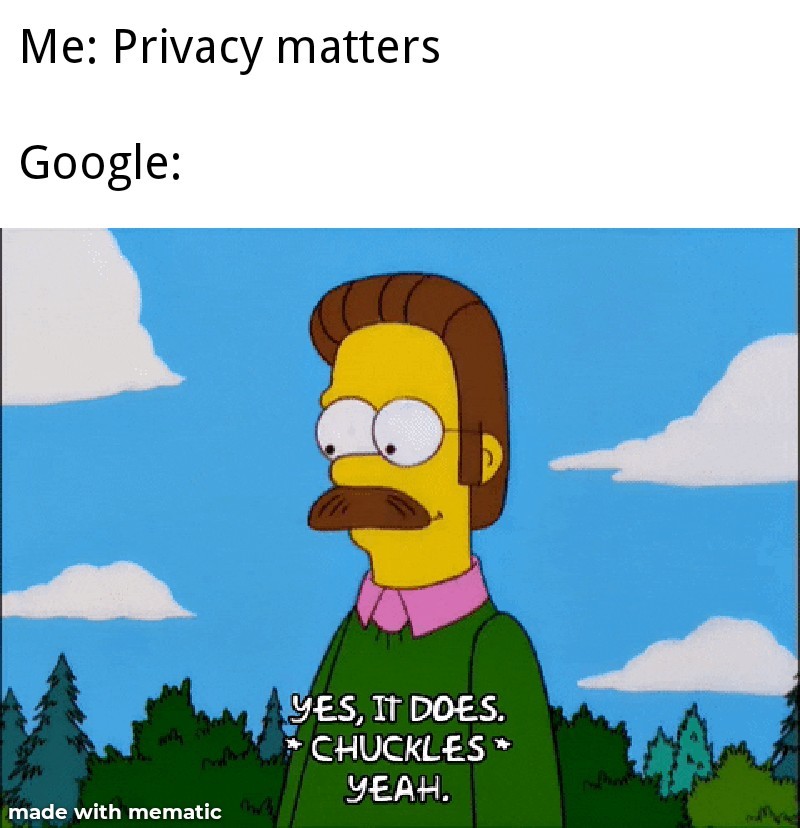 Me: Privacy matters
Google:
YES, IT DOES.
* CHUCKLES *
YEAH.
made with mematic